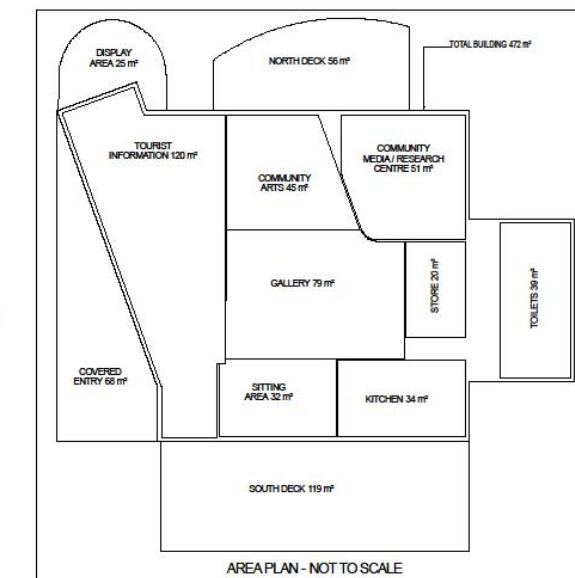 DISPLAY
AREA 25 m²
NORTH DECK 56 m²
TOTAL BUILDING 472 m²
TOURIST
INFORMATION 120 m²
COMMUNITY
ARTS 45 m²
COMMUNITY
MEDIA / RESEARCH
CENTRE 51 m²
GALLERY 79 m²
STORE 20 m²
TOILETS 39 m²
COVERED
ENTRY 68 m²
SITTING
AREA 32 m²
KITCHEN 34 m²
SOUTH DECK 119 m²
AREA PLAN - NOT TO SCALE